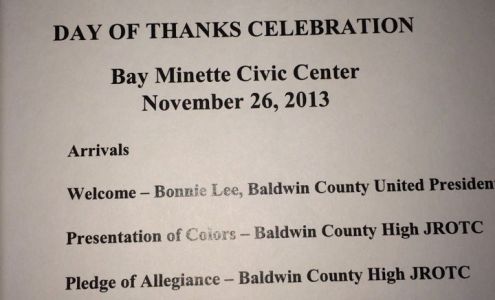 DAY OF THANKS CELEBRATION
Bay Minette Civic Center
November 26, 2013
Arrivals
Welcome – Bonnie Lee, Baldwin County United Presiden
Presentation of Colors – Baldwin County High JROTC
Pledge of Allegiance – Baldwin County High JROTC